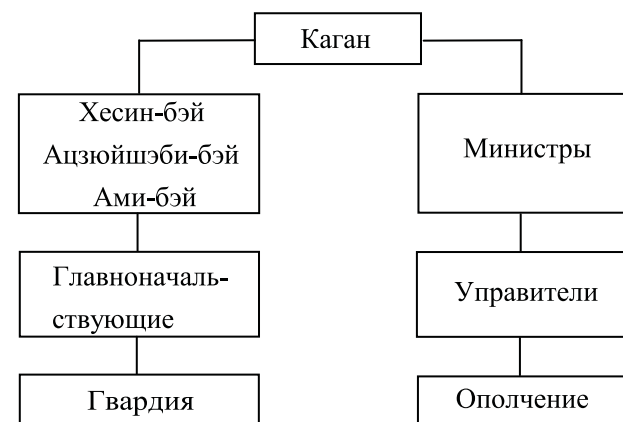 Каган
Хесин-бэй
Ацзюйшэби-бэй
Ами-бэй
Министры
Главноначаль-
ствующие
Управители
Гвардия
Ополчение